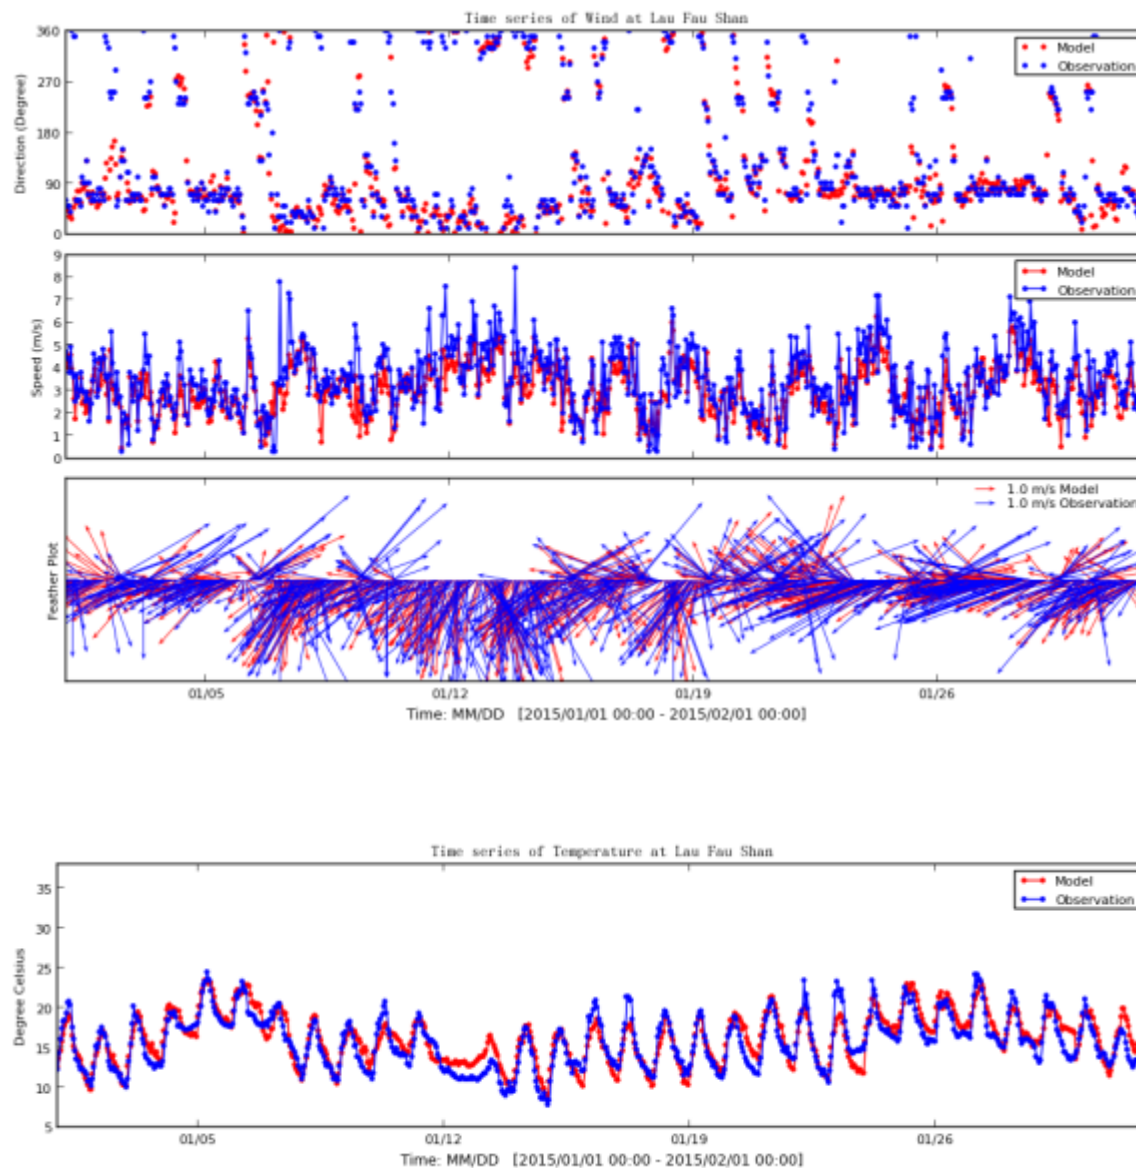 Time series of Wind at Lau Fau Shan
360
270
180
90
0
Direction (Degree)
Model
Observation
9
8
7
6
5
4
3
2
1
0
Speed (m/s)
Model
Observation
Feather Plot
1.0 m/s Model
1.0 m/s Observation
01/05 01/12 01/19 01/26
Time: MM/DD [2015/01/01 00:00 - 2015/02/01 00:00]
Time series of Temperature at Lau Fau Shan
35
30
25
20
15
10
5
Degree Celsius
Model
Observation
01/05 01/12 01/19 01/26
Time: MM/DD [2015/01/01 00:00 - 2015/02/01 00:00]